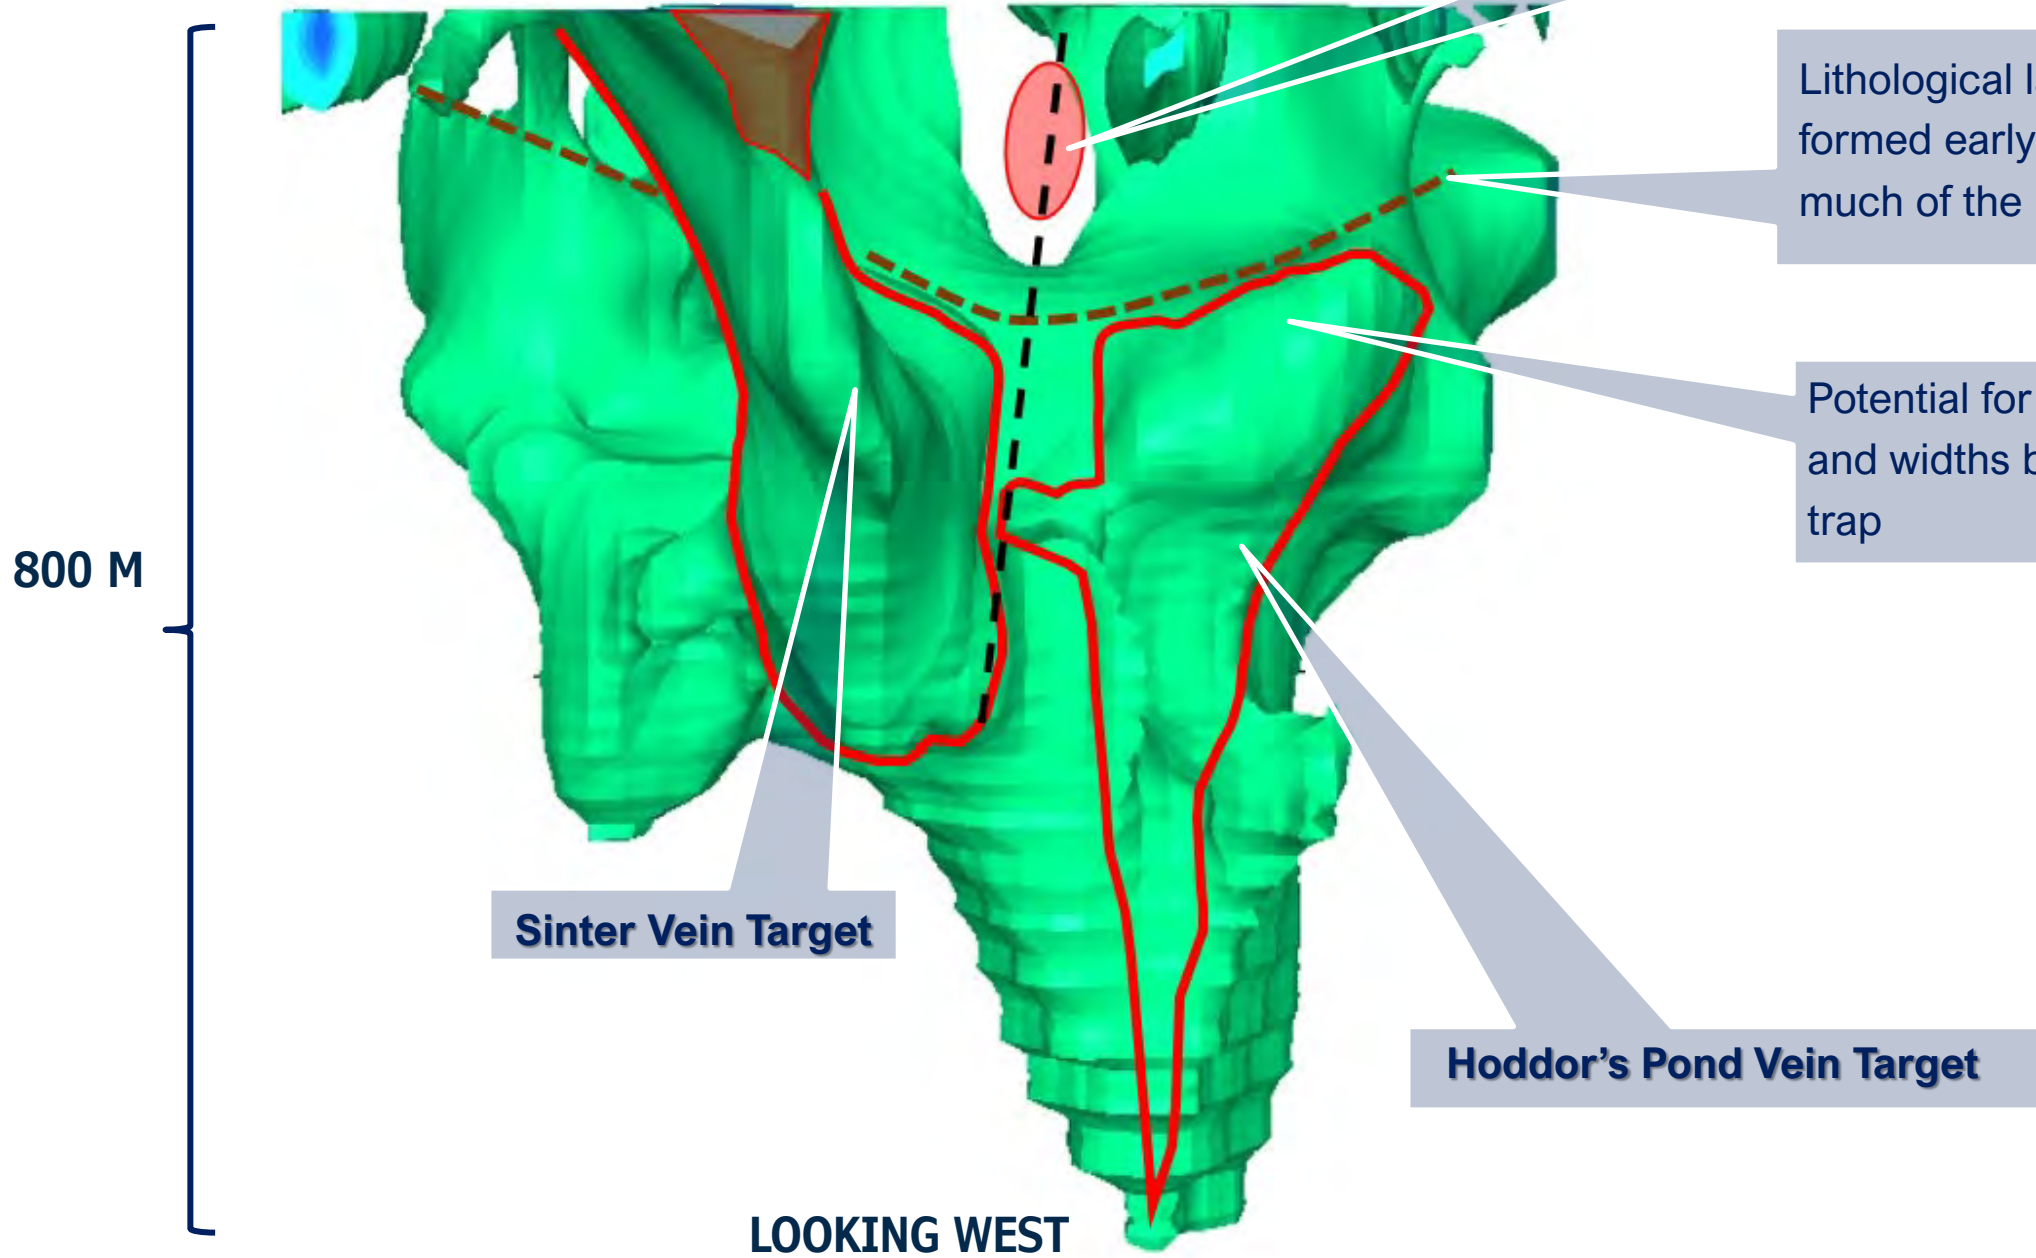 Lithological
formed early
much of the
Potential for
and widths
trap
800 M
Sinter Vein Target
Hoddor's Pond Vein Target
LOOKING WEST